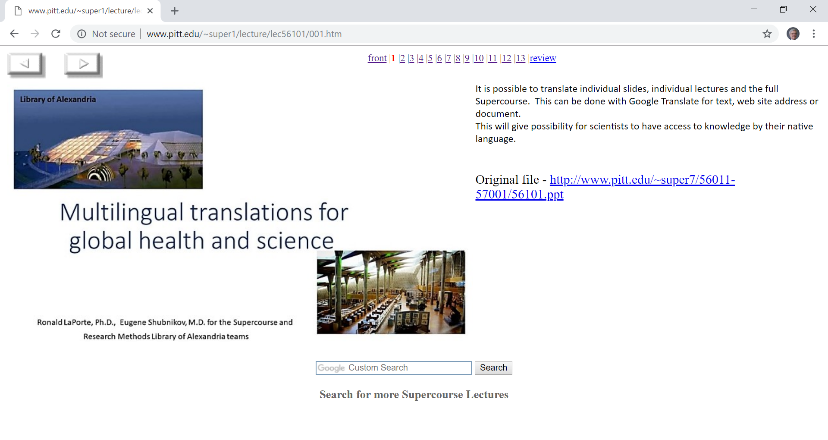 www.pitt.edu/~super1/lecture/le
Not secure | www.pitt.edu/~super1/lecture/lec56101/001.htm
front |1 |2 |3 |4 |5 |6 |7 |8 |9 |10 |11 |12 |13 |review
Library of Alexandria
Multilingual translations for
global health and science
Ronald LaPorte, Ph.D., Eugene Shubnikov, M.D. for the Supercourse and
Research Methods Library of Alexandria teams
It is possible to translate individual slides, individual lectures and the full
Supercourse. This can be done with Google Translate for text, web site address or
document.
This will give possibility for scientists to have access to knowledge by their native
language.
Original file - http://www.pitt.edu/~super7/56011-
57001/56101.ppt
Google Custom Search Search
Search for more Supercourse Lectures